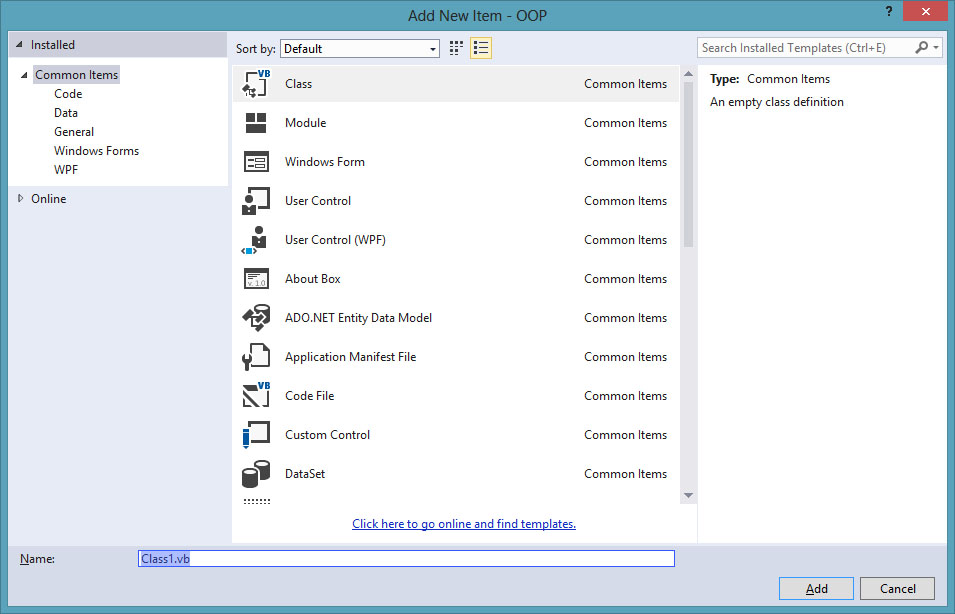 Add New Item - OOP
?
Installed
Common Items
Code
Data
General
Windows Forms
WPF
Online
Sort by: Default
VB Class Common Items
Module Common Items
Windows Form Common Items
User Control Common Items
User Control (WPF) Common Items
v. 1.0 About Box Common Items
ADO.NET Entity Data Model Common Items
Application Manifest File Common Items
VB Code File Common Items
Custom Control Common Items
DataSet Common Items
Click here to go online and find templates.
Search Installed Templates (Ctrl+E)
Type: Common Items
An empty class definition
Name: Class1.vb
Add Cancel